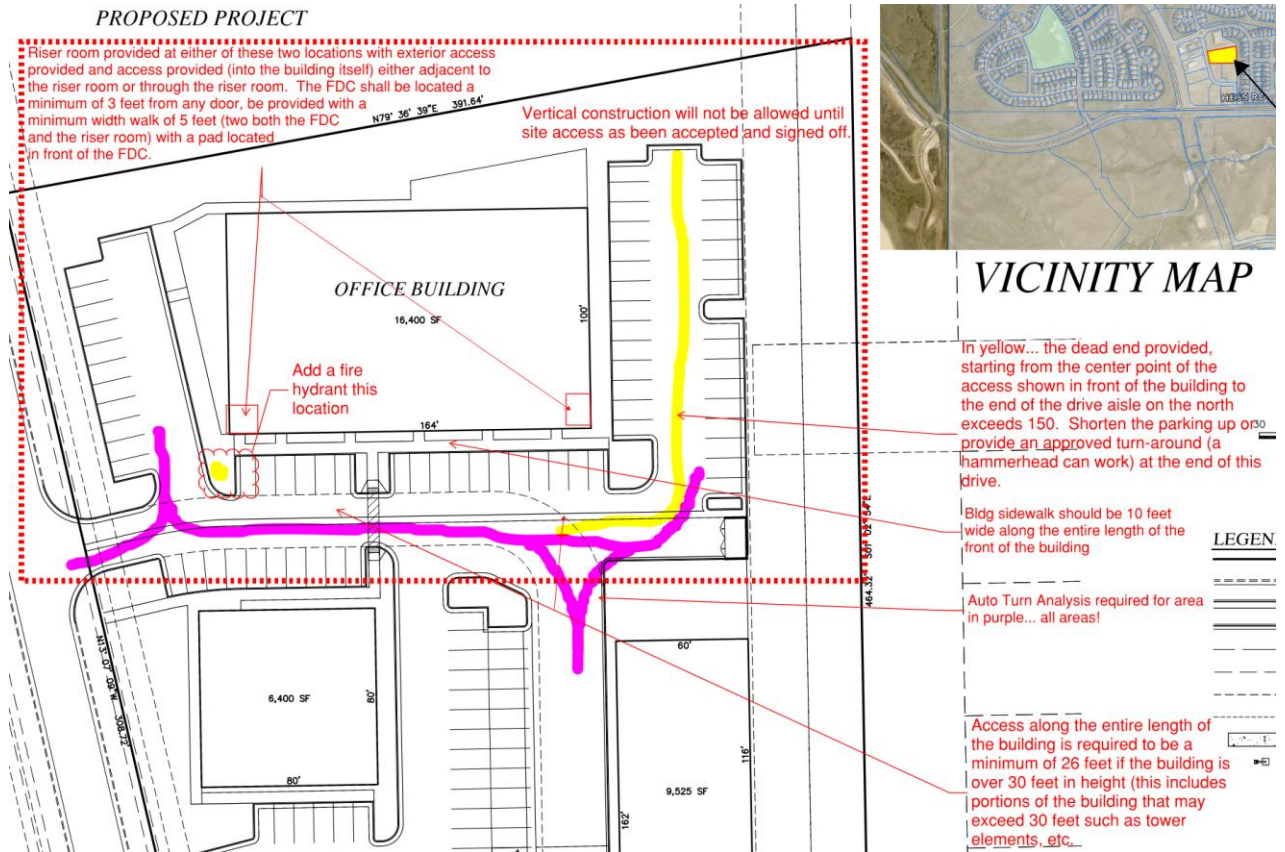 PROPOSED PROJECT
Riser room provided at either of these two locations with exterior access
provided and access provided (into the building itself) either adjacent to
the riser room or through the riser room. The FDC shall be located a
minimum of 3 feet from any door, be provided with a
minimum width walk of 5 feet (two both the FDC
and the riser room) with a pad located
in front of the FDC.
N79° 36' 39"E 391.64'
Vertical construction will not be allowed until
site access as been accepted and signed off.
HESS RD
VICINITY MAP
OFFICE BUILDING
16,400 SF
100'
164'
Add a fire
hydrant this
location
In yellow... the dead end provided,
starting from the center point of the
access shown in front of the building to
the end of the drive aisle on the north
exceeds 150. Shorten the parking up or
provide an approved turn-around (a
hammerhead can work) at the end of this
drive.
30
Bldg sidewalk should be 10 feet
wide along the entire length of the
front of the building
LEGEN
Auto Turn Analysis required for area
in purple... all areas!
464.32'
N13° 07' 09"W 308.72'
6,400 SF
80'
80'
60'
116'
9,525 SF
162'
Access along the entire length of
the building is required to be a
minimum of 26 feet if the building is
over 30 feet in height (this includes
portions of the building that may
exceed 30 feet such as tower
elements, etc.